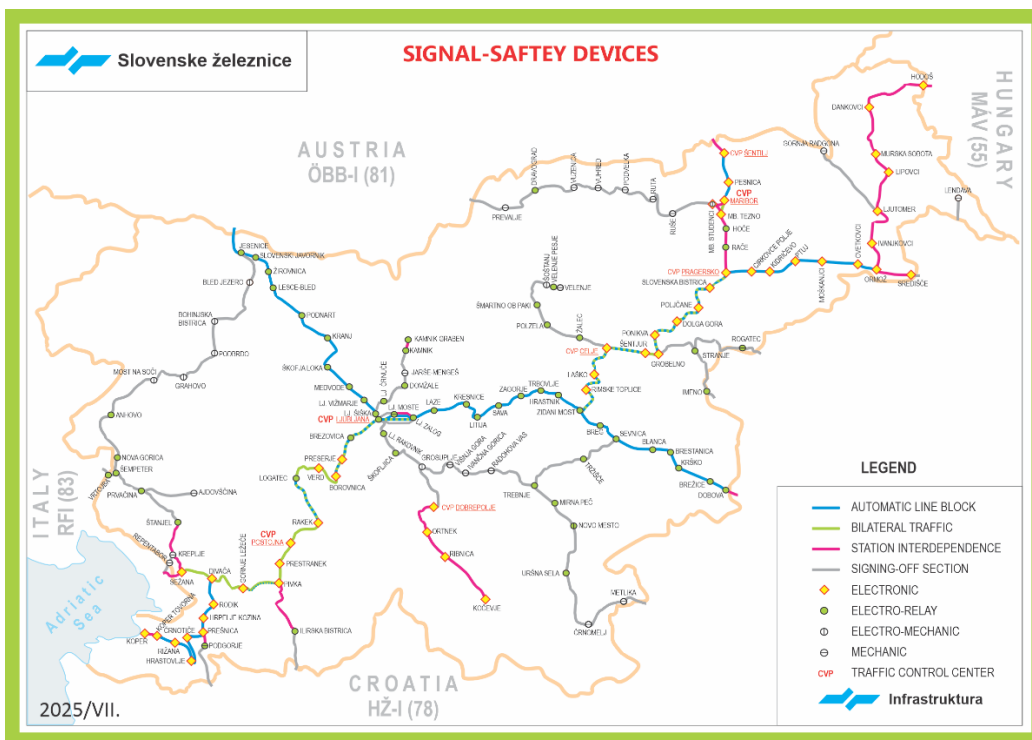 Slovenske železnice
SIGNAL-SAFTEY DEVICES
AUSTRIA
ÖBB-I (81)
HUNGARY
MÁV (55)
ITALY
RFI (83)
CROATIA
HŽ-I (78)
Adriatic
Sea
HODOŠ
DANKOVCI
MURSKA SOBOTA
LIPOVCI
LJUTOMER
IVANJKOVCI
ORMOŽ
SREDIŠČE
GORNJA RADGONA
LENDAVA
CVETKOVCI
MOŠKANJCI
PTUJ
KIDRIČEVO
CIRKOVCE POLJE
CVP ŠENTILJ
PESNICA
CVP
MARIBOR
MB. TEZNO
MB. STUDENCI
HOČE
RAČE
CVP PRAGERSKO
RUŠE
RUTA
PODVELKA
VUHRED
VUZENICA
DRAVOGRAD
PREVALJE
SLOVENSKA BISTRICA
POLJČANE
DOLGA GORA
PONIKVA
ŠENTJUR
GROBELNO
STRANJE
ROGATEC
IMENO
ŠOŠTANJ
VELENJE PESJE
VELENJE
ŠMARTNO OB PAKI
POLZELA
ŽALEC
CVP CELJE
LAŠKO
RIMSKE TOPLICE
ZIDANI MOST
HRASTNIK
TRBOVLJE
ZAGORJE
SAVA
LITIJA
KRESNICE
LAZE
LJ. ZALOG
LJ. MOSTE
CVP LJUBLJANA
LJ. ŠIŠKA
LJ. VIŽMARJE
MEDVODE
ŠKOFJA LOKA
KRANJ
PODNART
LESCE-BLED
ŽIROVNICA
SLOVENSKI JAVORNIK
JESENICE
BLED JEZERO
BOHINJSKA
BISTRICA
PODBRDO
GRAHOVO
MOST NA SOČI
ANHOVO
NOVA GORICA
ŠEMPETER
VRTOJBA
PRVAČINA
AJDOVŠČINA
ŠTANJEL
REPENTABOR
KREPLJE
SEŽANA
DIVAČA
GORNJE LEŽEČE
RODIK
HRPELJE KOZINA
PREŠNICA
PODGORJE
KOPER TOVORNA
KOPER
ČRNOTIČE
RIŽANA
HRASTOVLJE
KAMNIK GRABEN
KAMNIK
JARŠE-MENGEŠ
DOMŽALE
LJ. ČRNUČE
BREZOVICA
PRESERJE
VERD
BOROVNICA
LOGATEC
RAKEK
CVP
POSTOJNA
PRESTRANEK
PIVKA
ILIRSKA BISTRICA
LJ. RAKOVNIK
ŠKOFLJICA
GROSUPLJE
VIŠNJA GORA
IVANČNA GORICA
RADOHOVA VAS
TREBNJE
CVP DOBREPOLJE
ORTNEK
RIBNICA
KOČEVJE
MIRNA PEČ
NOVO MESTO
URŠNA SELA
ČRNOMELJ
METLIKA
TRŽIŠČE
SEVNICA
BREG
BLANCA
BRESTANICA
KRŠKO
BREŽICE
DOBOVA
LEGEND
AUTOMATIC LINE BLOCK
BILATERAL TRAFFIC
STATION INTERDEPENDENCE
SIGNING-OFF SECTION
ELECTRONIC
ELECTRO-RELAY
ELECTRO-MECHANIC
MECHANIC
CVP TRAFFIC CONTROL CENTER
Infrastruktura
2025/VII.